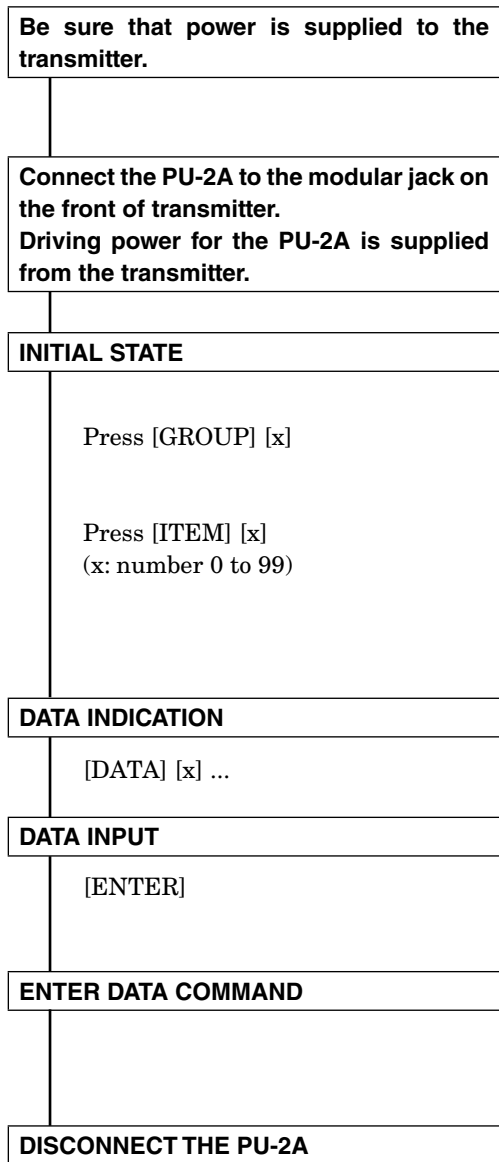 Be sure that power is supplied to the
transmitter.
Connect the PU-2A to the modular jack on
the front of transmitter.
Driving power for the PU-2A is supplied
from the transmitter.
INITIAL STATE
Press [GROUP] [x]
Press [ITEM] [x]
(x: number 0 to 99)
DATA INDICATION
[DATA] [x] ...
DATA INPUT
[ENTER]
ENTER DATA COMMAND
DISCONNECT THE PU-2A